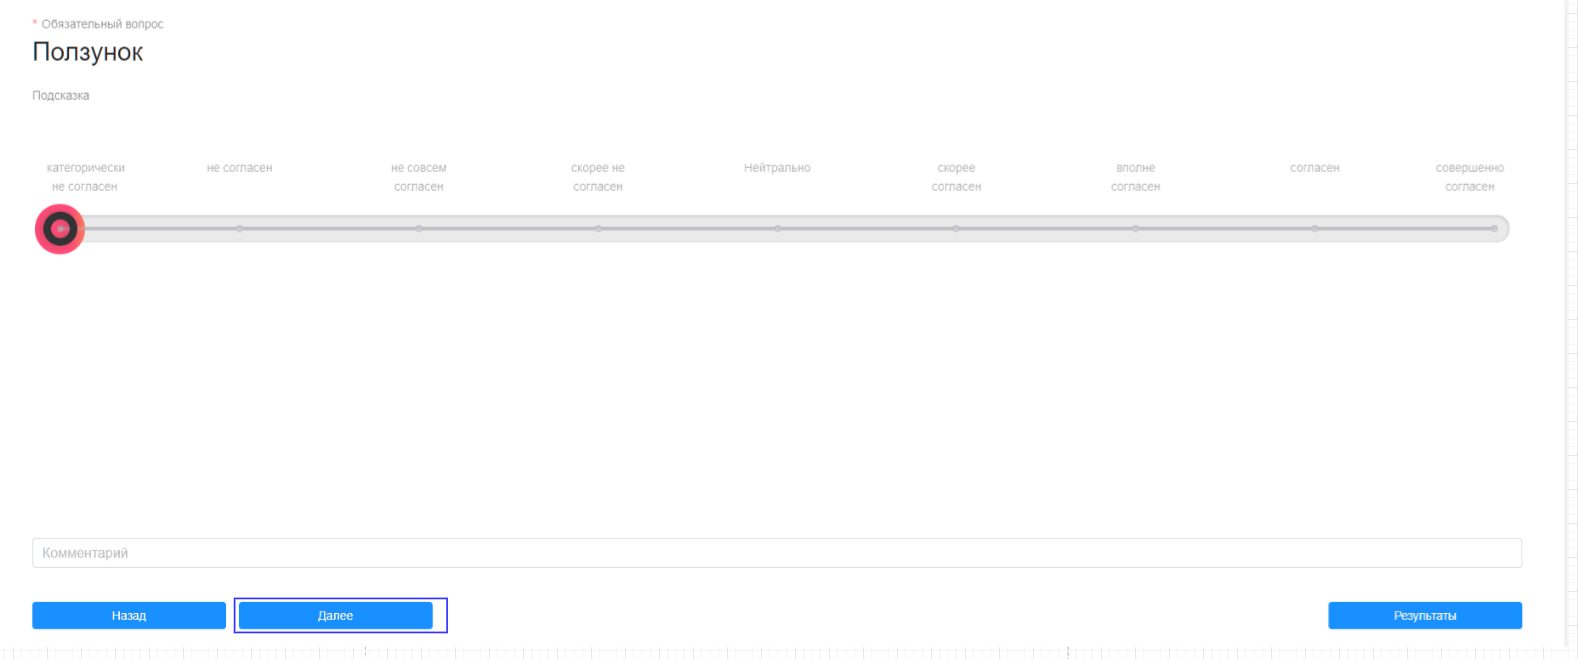 * Обязательный вопрос
Ползунок
Подсказка
категорически
не согласен
не согласен
не совсем
согласен
скорее не
согласен
Нейтрально
скорее
согласен
вполне
согласен
согласен
совершенно
согласен
Комментарий
Назад
Далее
Результаты